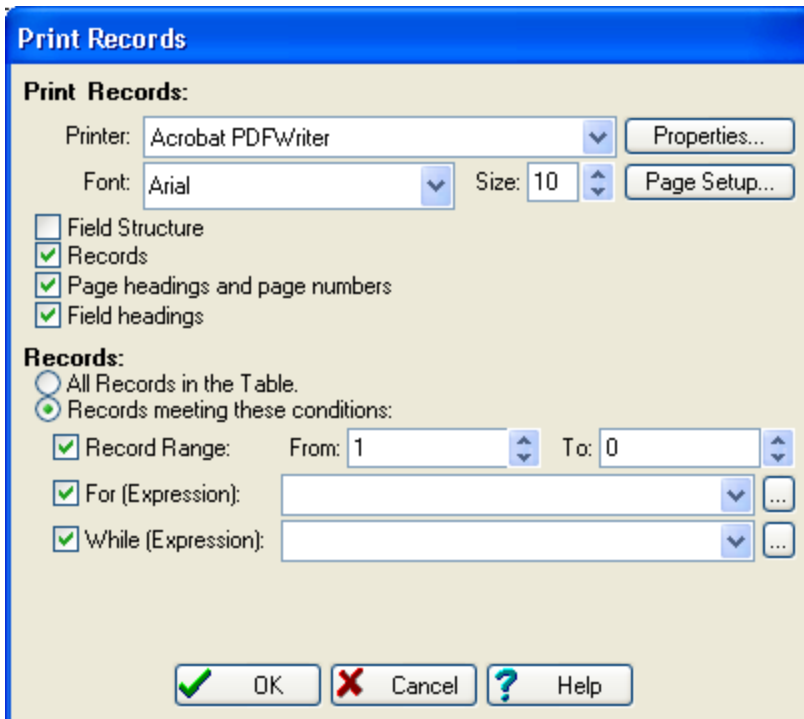 Print Records
Print Records:
Printer: Acrobat PDFWriter Properties...
Font: Arial Size: 10 Page Setup...
Field Structure
Records
Page headings and page numbers
Field headings
Records:
All Records in the Table.
Records meeting these conditions:
Record Range: From: 1 To: 0
For (Expression): ...
While (Expression): ...
OK Cancel ? Help